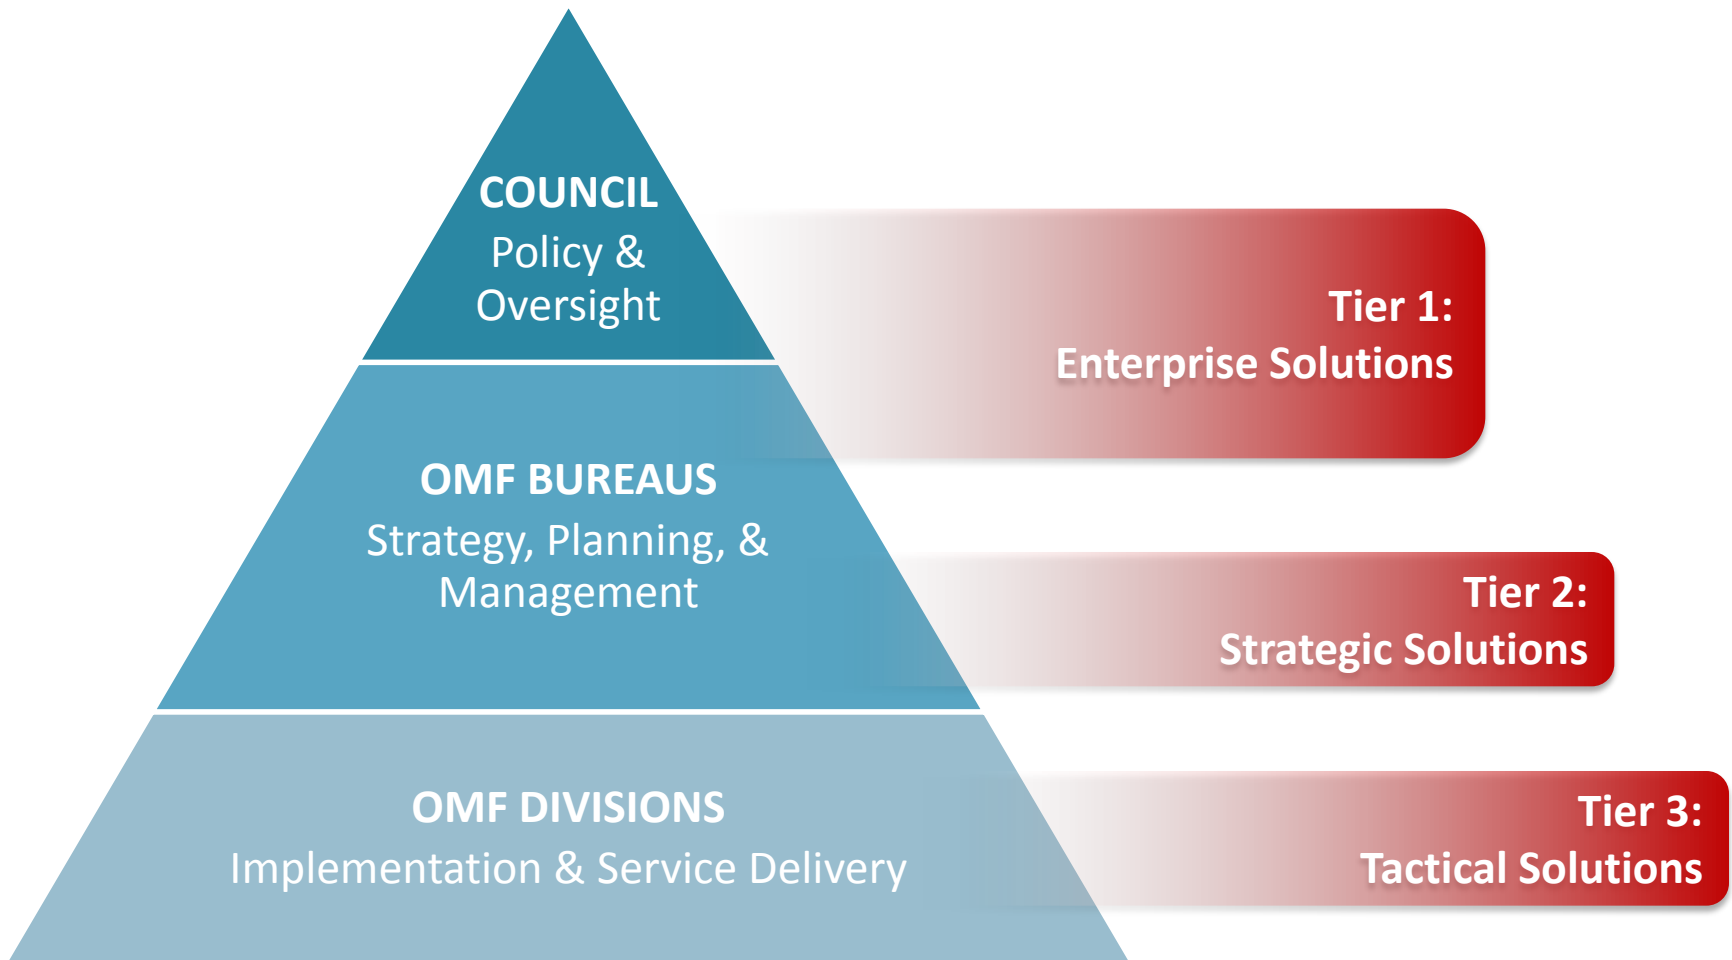 COUNCIL
Policy &
Oversight
Tier 1:
Enterprise Solutions
OMF BUREAUS
Strategy, Planning, &
Management
Tier 2:
Strategic Solutions
OMF DIVISIONS
Implementation & Service Delivery
Tier 3:
Tactical Solutions